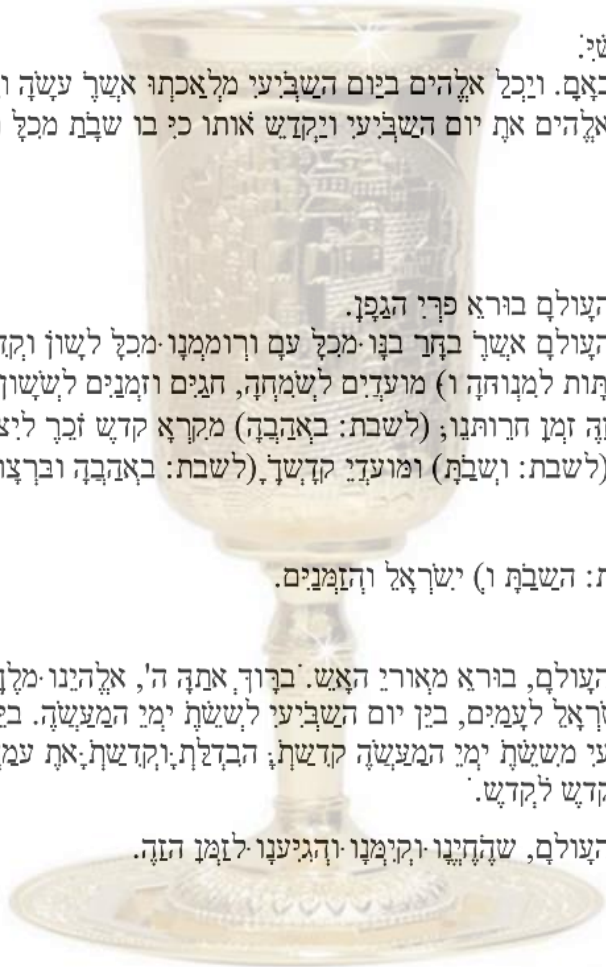 שִּׁי.
בָאָם. וַיְכַל אֱלֹהִים בַיּוֹם הַשְּׁבִיעִי מְלַאכְתּוֹ אֲשֶׁר עָשָׂה
אֱלֹהִים אֶת יוֹם הַשְּׁבִיעִי וַיְקַדֵּשׁ אוֹתוֹ כִּי בוֹ שָׁבַת מִכָּל
הָעוֹלָם בּוֹרֵא פְּרִי הַגָּפֶן.
הָעוֹלָם אֲשֶׁר בָּחַר בָּנוּ מִכָּל עָם וְרוֹמְמָנוּ מִכָּל לָשׁוֹן וְקִדְּ
תּוֹת לִמְנוּחָה וּ) מוֹעֲדִים לְשִׂמְחָה, חַגִּים וּזְמַנִּים לְשָׂשׂוֹן
זֶה זְמַן חֵרוּתֵנוּ, (לשבת: בְּאַהֲבָה) מִקְרָא קֹדֶשׁ זֵכֶר לִיצִ
(לשבת: וְשַׁבָּת) וּמוֹעֲדֵי קָדְשְׁךָ (לשבת: בְּאַהֲבָה וּבְרָצוֹ
ת: הַשַּׁבָּת וְ) יִשְׂרָאֵל וְהַזְּמַנִּים.
הָעוֹלָם, בּוֹרֵא מְאוֹרֵי הָאֵשׁ. בָּרוּךְ אַתָּה ה', אֱלֹהֵינוּ מֶלֶךְ
שְׂרָאֵל לָעַמִּים, בֵּין יוֹם הַשְּׁבִיעִי לְשֵׁשֶׁת יְמֵי הַמַּעֲשֶׂה. בֵּי
עִי מִשֵּׁשֶׁת יְמֵי הַמַּעֲשֶׂה קִדַּשְׁתָּ, הִבְדַּלְתָּ וְקִדַּשְׁתָּ אֶת עַמְּ
קֹדֶשׁ לְקֹדֶשׁ.
הָעוֹלָם, שֶׁהֶחֱיָנוּ וְקִיְּמָנוּ וְהִגִּיעָנוּ לַזְּמַן הַזֶּה.